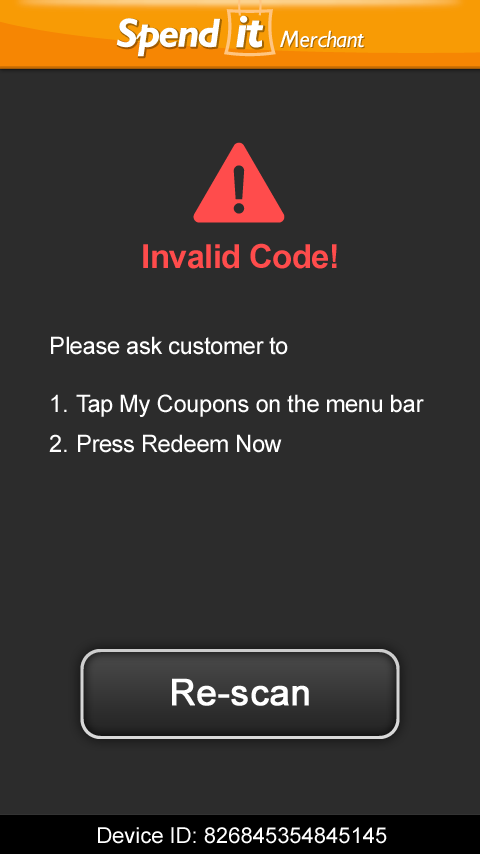 Spend it Merchant
Invalid Code!
Please ask customer to
1. Tap My Coupons on the menu bar
2. Press Redeem Now
Re-scan
Device ID: 826845354845145